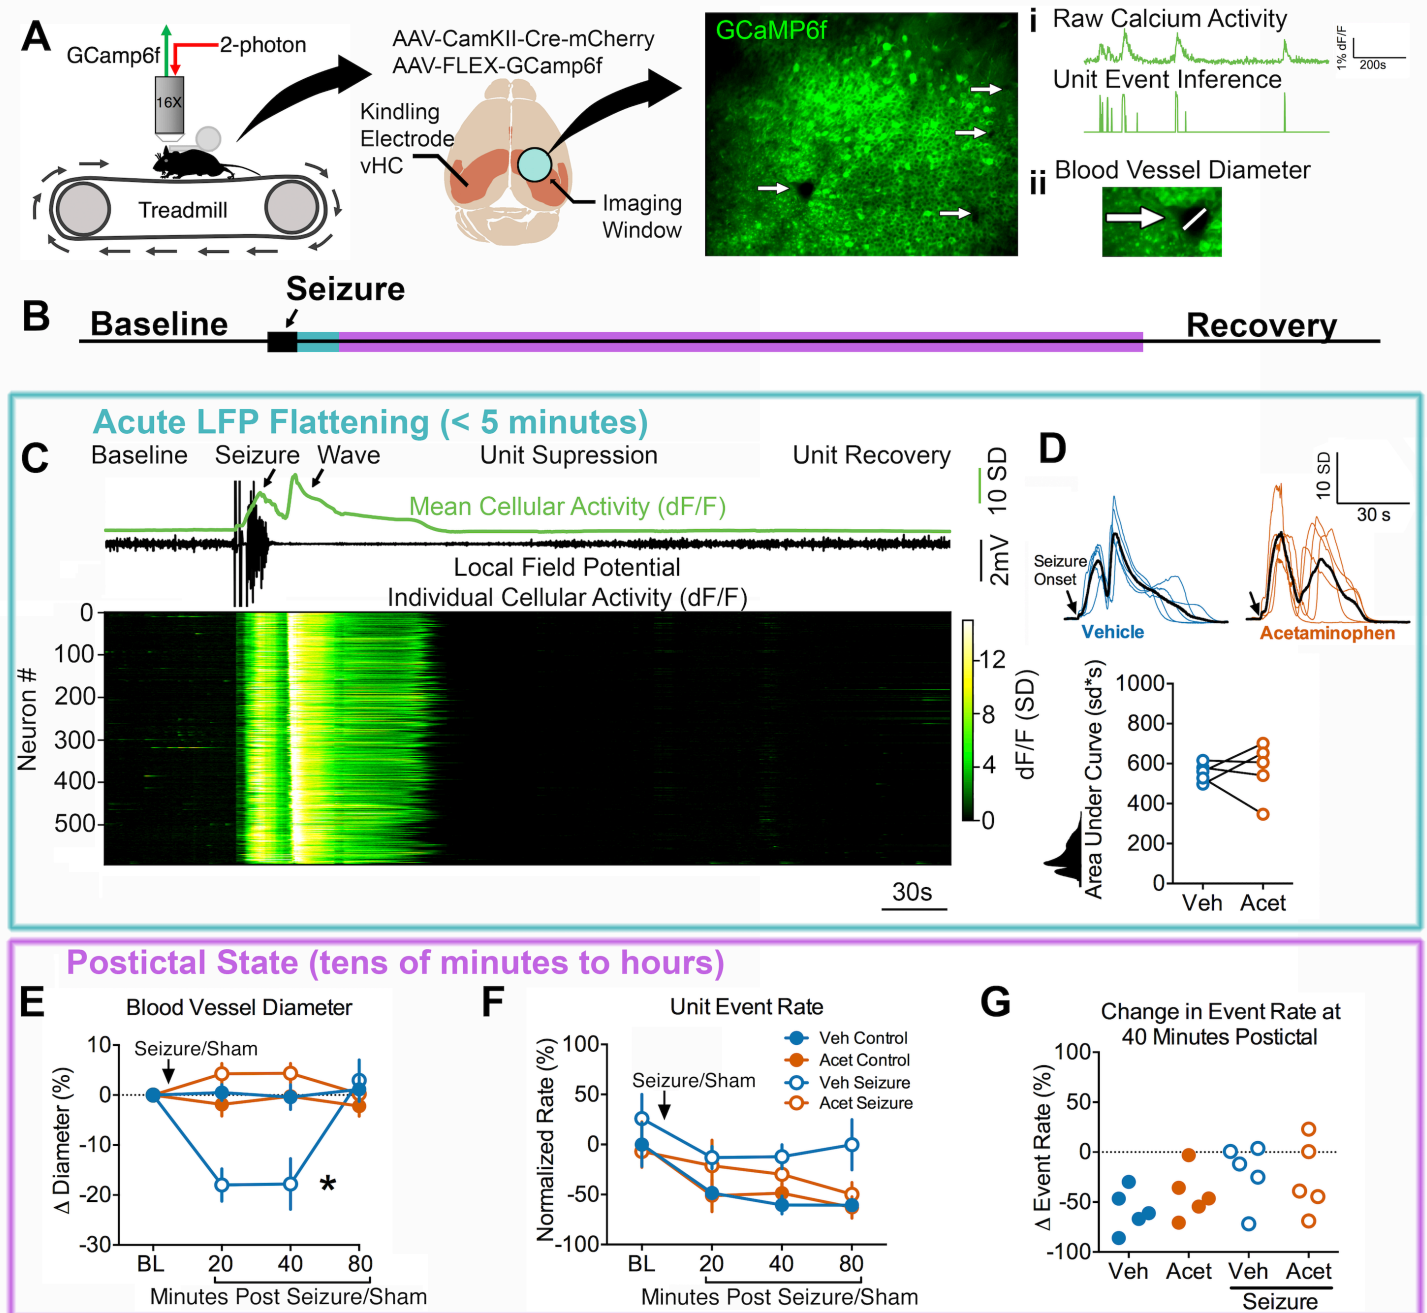 A
GCamp6f
2-photon
16X
Treadmill
AAV-CamKII-Cre-mCherry
AAV-FLEX-GCamp6f
Kindling
Electrode
vHC
Imaging
Window
GCaMP6f
i
Raw Calcium Activity
1% dF/F
200s
Unit Event Inference
ii
Blood Vessel Diameter
B
Baseline
Seizure
Recovery
Acute LFP Flattening (< 5 minutes)
C
Baseline
Seizure
Wave
Unit Supression
Unit Recovery
10 SD
Mean Cellular Activity (dF/F)
2mV
Local Field Potential
Individual Cellular Activity (dF/F)
Neuron #
0
100
200
300
400
500
12
8
4
0
dF/F (SD)
30s
D
10 SD
30 s
Seizure
Onset
Vehicle
Acetaminophen
Area Under Curve (sd*s)
1000
800
600
400
200
0
Veh
Acet
Postictal State (tens of minutes to hours)
E
Blood Vessel Diameter
Δ Diameter (%)
10
0
-10
-20
-30
Seizure/Sham
*
BL
20
40
80
Minutes Post Seizure/Sham
F
Unit Event Rate
Normalized Rate (%)
100
50
0
-50
-100
Seizure/Sham
Veh Control
Acet Control
Veh Seizure
Acet Seizure
BL
20
40
80
Minutes Post Seizure/Sham
G
Change in Event Rate at
40 Minutes Postictal
Δ Event Rate (%)
100
50
0
-50
-100
Veh
Acet
Veh
Acet
Seizure